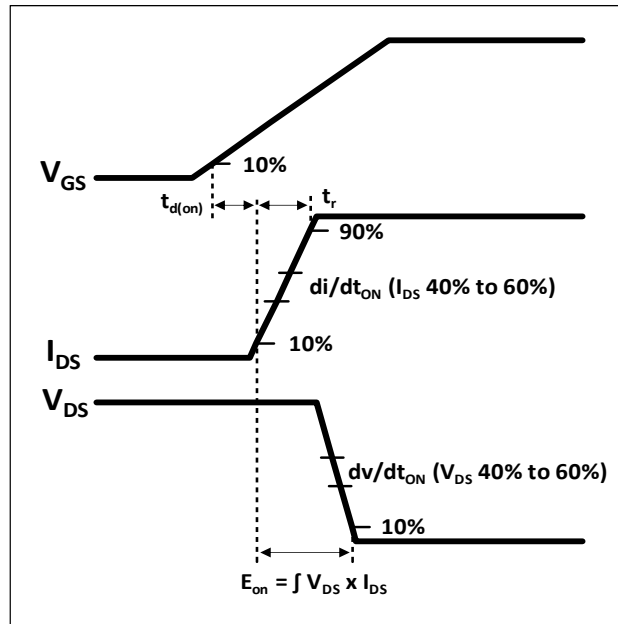 V_GS
10%
t_d(on)
t_r
90%
di/dt_ON (I_DS 40% to 60%)
10%
I_DS
V_DS
dv/dt_ON (V_DS 40% to 60%)
10%
E_on = ∫ V_DS x I_DS